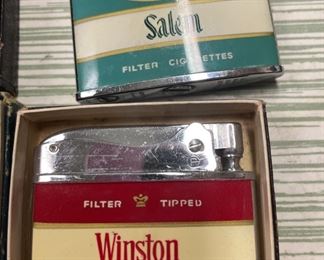 Salem
FILTER CIGARETTES
FILTER TIPPED
Winston